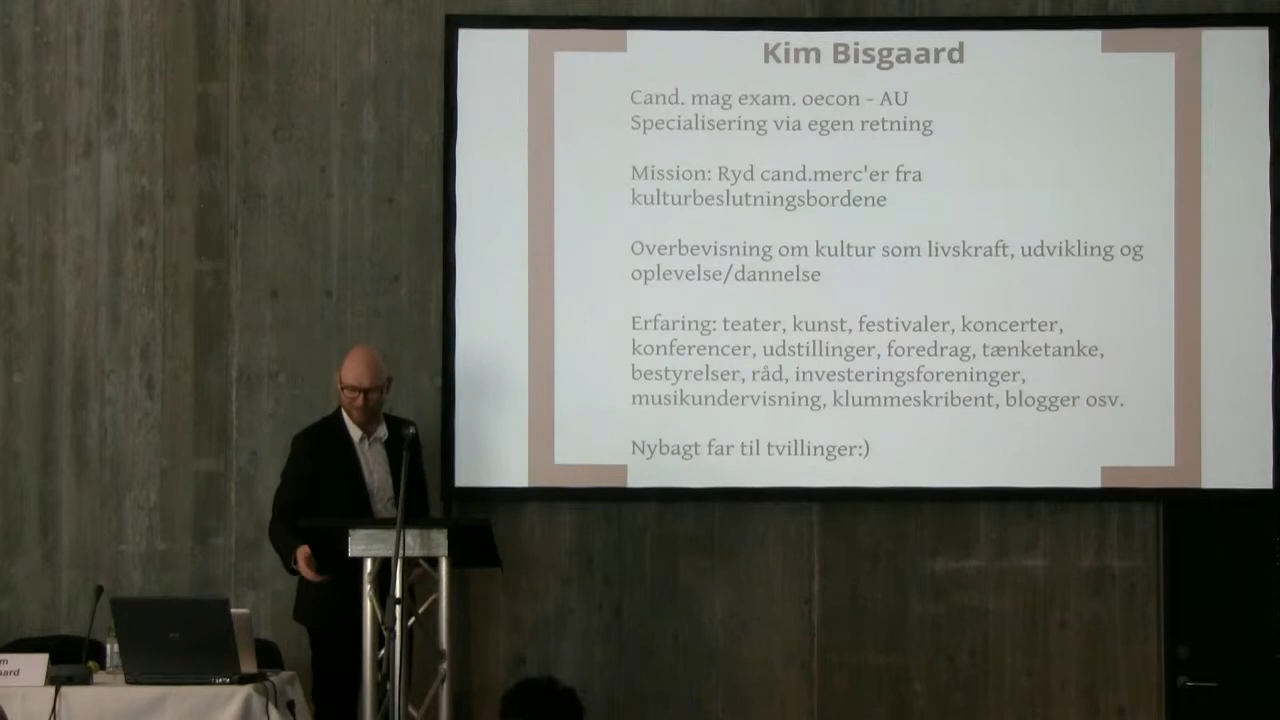 Kim Bisgaard
Cand. mag exam. oecon - AU
Specialisering via egen retning
Mission: Ryd cand.merc'er fra
kulturbeslutningsbordene
Overbevisning om kultur som livskraft, udvikling og
oplevelse/dannelse
Erfaring: teater, kunst, festivaler, koncerter,
konferencer, udstillinger, foredrag, tænketanke,
bestyrelser, råd, investeringsforeninger,
musikundervisning, klummeskribent, blogger osv.
Nybagt far til tvillinger:)
m
aard